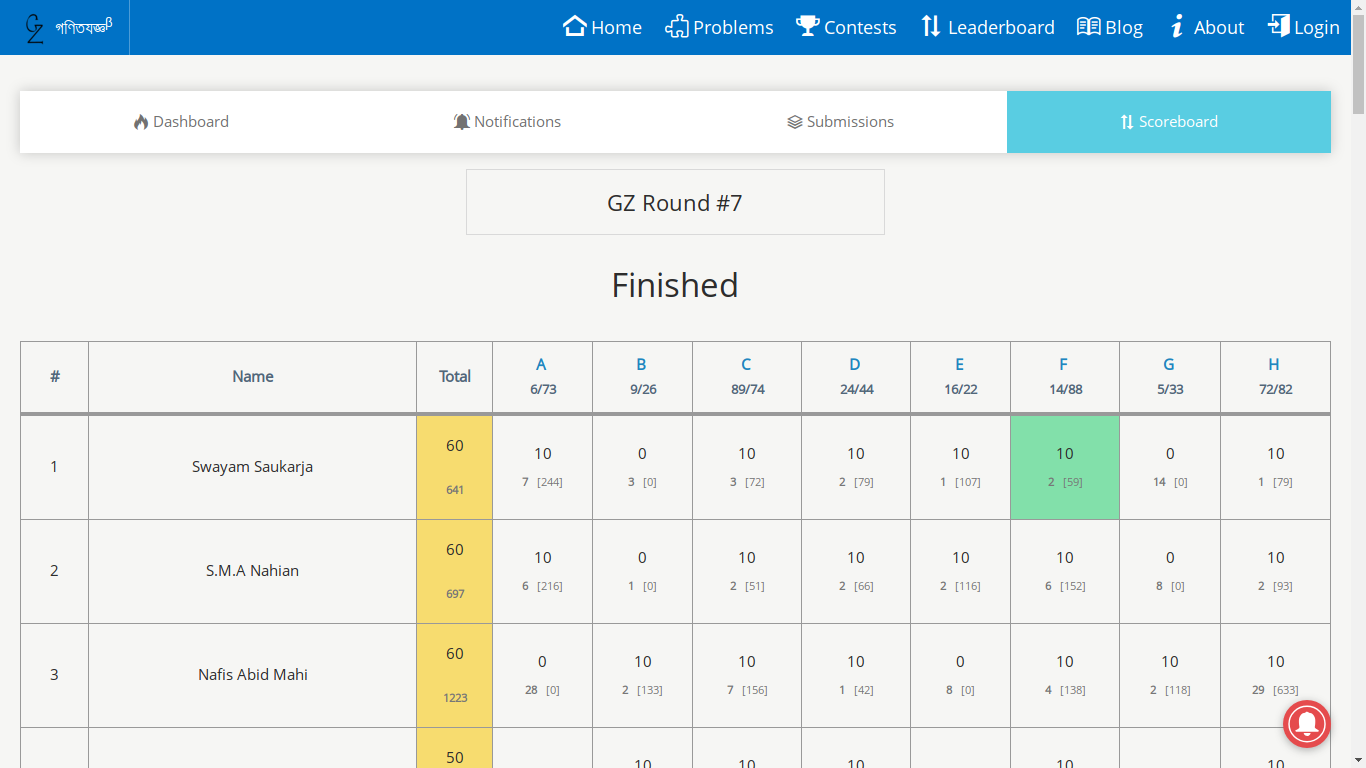 GZ গণিতযজ্ঞβ Home Problems Contests Leaderboard Blog About Login
Dashboard Notifications Submissions Scoreboard
GZ Round #7
Finished
# Name Total A B C D E F G H
6/73 9/26 89/74 24/44 16/22 14/88 5/33 72/82
60 10 0 10 10 10 10 0 10
1 Swayam Saukarja
641 7 [244] 3 [0] 3 [72] 2 [79] 1 [107] 2 [59] 14 [0] 1 [79]
60 10 0 10 10 10 10 0 10
2 S.M.A Nahian
697 6 [216] 1 [0] 2 [51] 2 [66] 2 [116] 6 [152] 8 [0] 2 [93]
60 0 10 10 10 0 10 10 10
3 Nafis Abid Mahi
1223 28 [0] 2 [133] 7 [156] 1 [42] 8 [0] 4 [138] 2 [118] 29 [633]
50 10 10 10 10 10